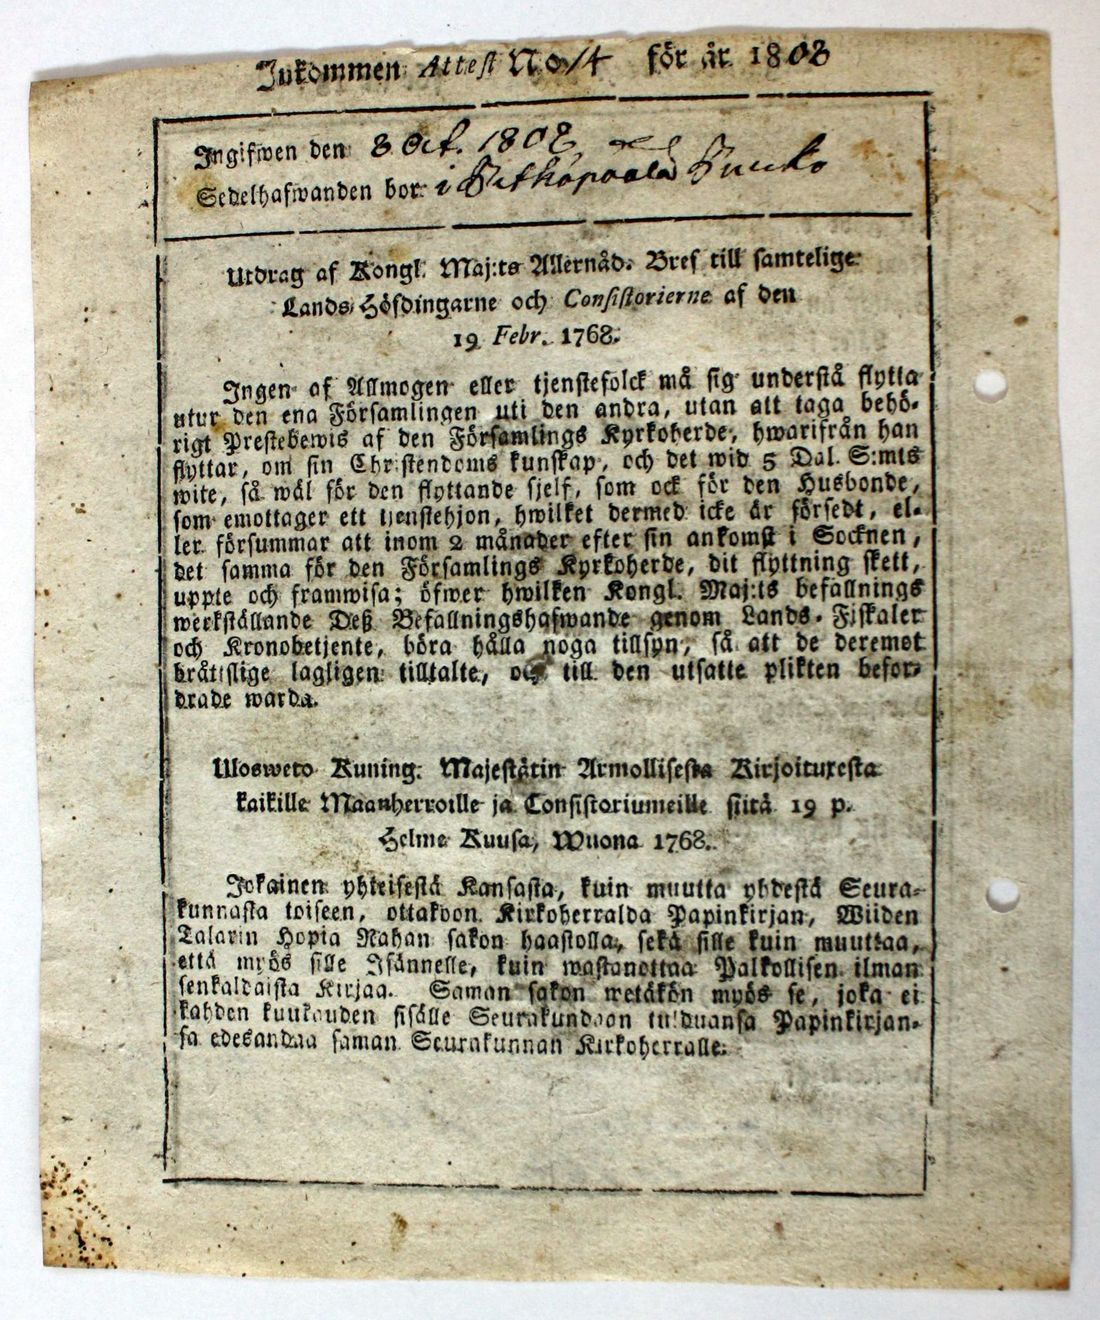 Inkommen Attest No 14 för år 1808
Ingifwen den 8 Oct. 1808
Sedelhafwanden bor i
Utdrag af Kongl. Maj:ts Allernåd. Bref till samtelige
Lands-Höfdingarne och Consistorierne af den
19 Febr. 1768.
Ingen af Allmogen eller tjenstefolck må sig understå flytta
utur den ena Församlingen uti den andra, utan att taga behö-
rigt Prestebewis af den Församlings Kyrkoherde, hwarifrån han
flyttar, om sin Christendoms kunskap, och det wid 5 Dal. S:mts
wite, så wäl för den flyttande sjelf, som ock för den Husbonde,
som emottager ett tjenstehjon, hwilket dermed icke är försedt, el-
ler försummar att inom 2 månader efter sin ankomst i Socknen,
det samma för den Församlings Kyrkoherde, dit flyttning skett,
uppte och framwisa; öfwer hwilken Kongl. Maj:ts befallnings
werkställande Deß Befallningshafwande genom Lands-Fiskaler
och Kronobetjente, böra hålla noga tillsyn, så att de deremot
bråttslige lagligen tilltalte, och till den utsatte plikten befor-
drade warda.
Ulosweto Kuning. Majestätin Armollisesta Kirjoituxesta
kaikille Maanherroille ja Consistoriumeille siitä 19 p.
Helme Kuusa, Wuona 1768.
Jokainen yhteisestä Kansasta, kuin muutta yhdestä Seura-
kunnasta toiseen, ottakoon Kirkoherralda Papinkirjan, Wiiden
Talarin Hopia Rahan sakon haastolla, sekä sille kuin muuttaa,
että myös sille Isännelle, kuin wastanottaa Palkollisen ilman
senkaldaista Kirjaa. Saman sakon wetäkön myös se, joka ei
kahden kuukauden sisälle Seurakundaan tulduansa Papinkirjan-
sa edesandaa saman Seurakunnan Kirkoherralle.